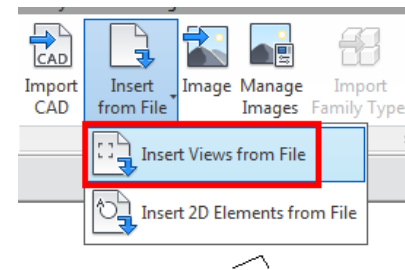 CAD
Import
CAD
Insert
from File
Image
Manage
Images
Import
Family Type
Insert Views from File
Insert 2D Elements from File